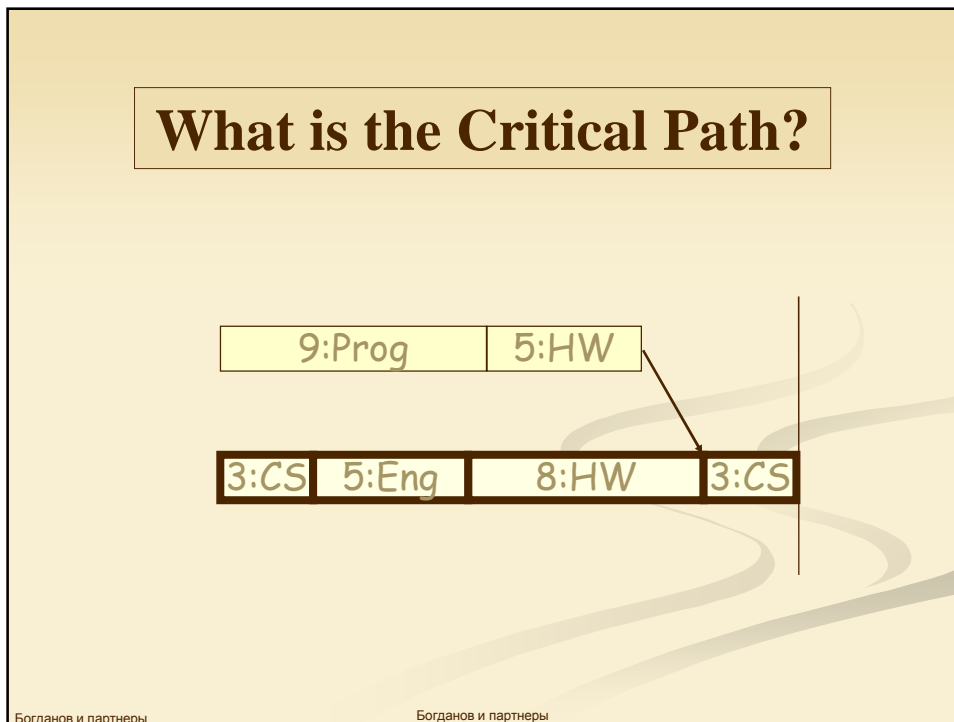 What is the Critical Path?
9:Prog 5:HW
3:CS 5:Eng 8:HW 3:CS
Богданов и партнеры
Богданов и партнеры